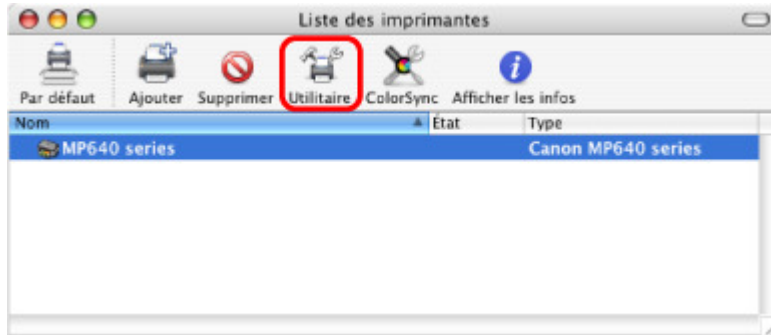 Liste des imprimantes
Par défaut Ajouter Supprimer Utilitaire ColorSync Afficher les infos
Nom État Type
MP640 series Canon MP640 series